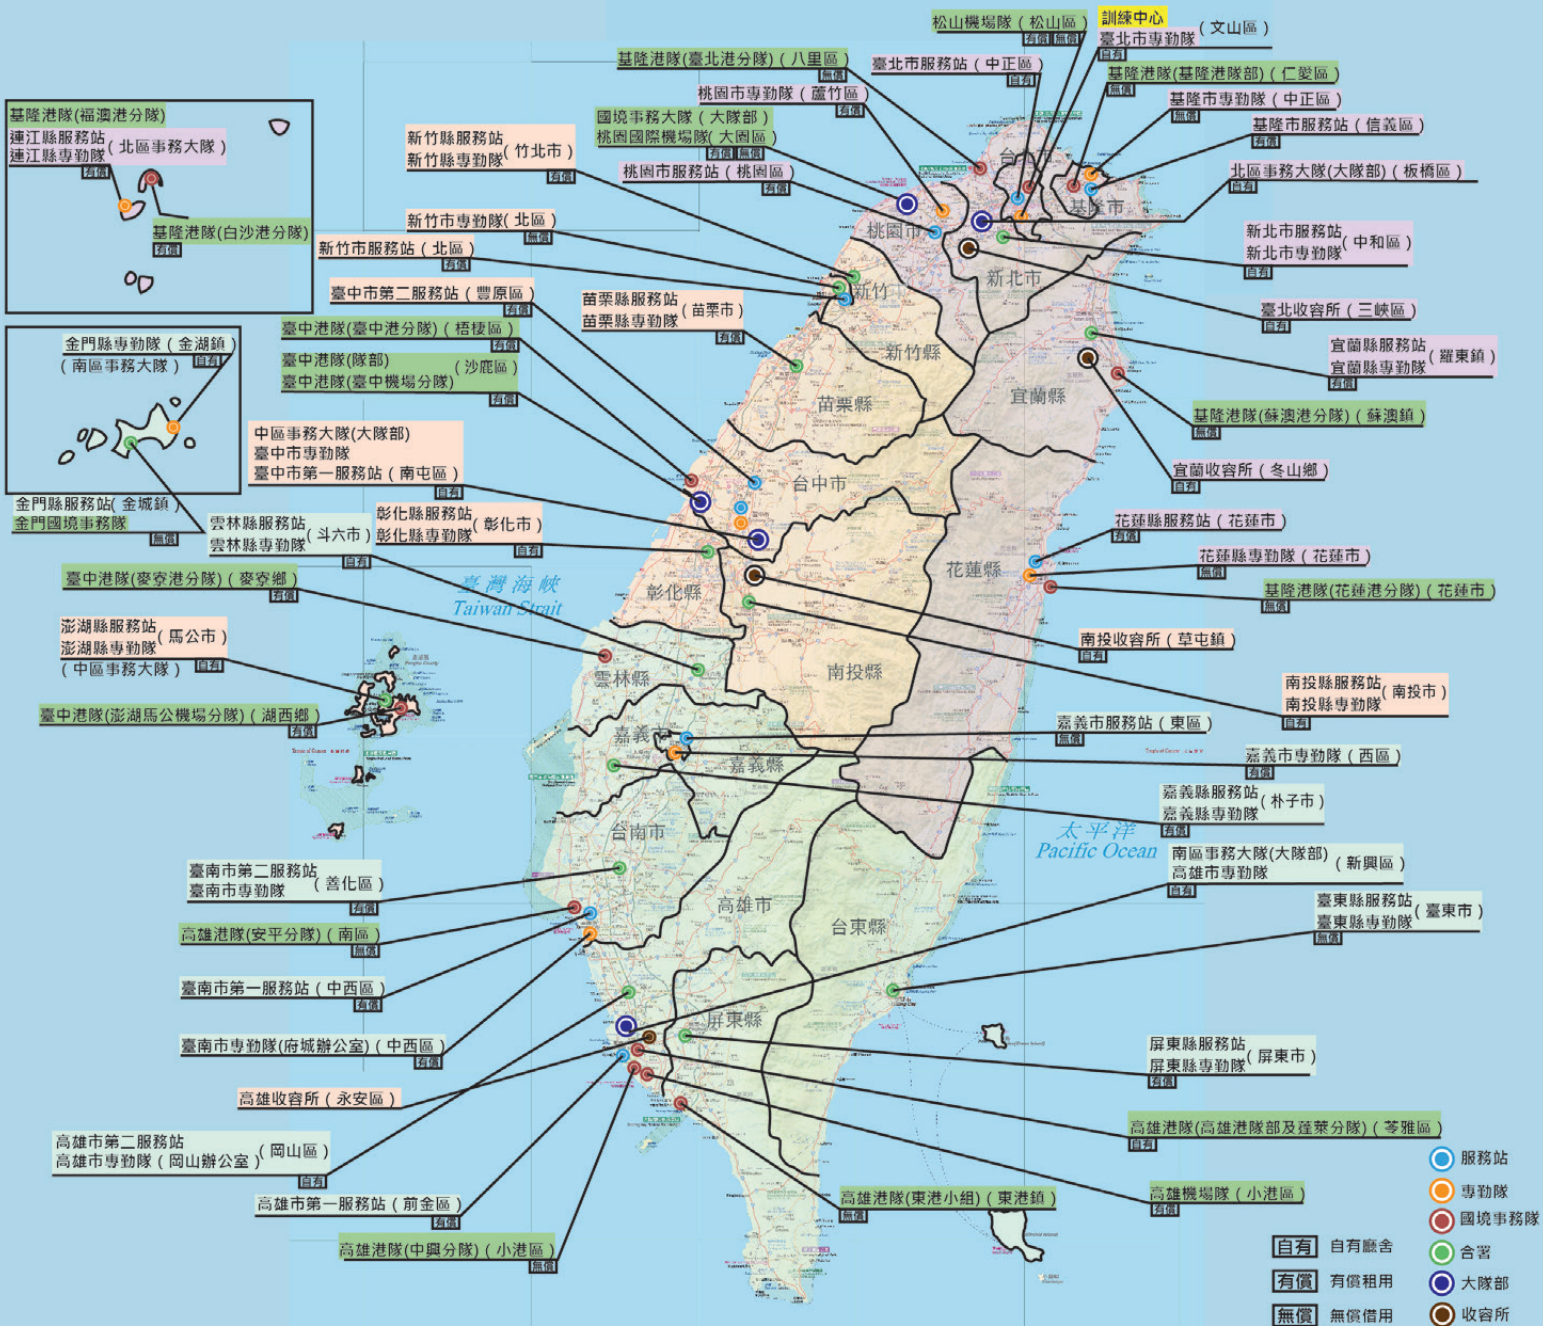 松山機場隊(松山區)
有償 無償
訓練中心
臺北市專勤隊
(文山區)
自有
基隆港隊(臺北港分隊)(八里區)
無償
臺北市服務站(中正區)
自有
基隆港隊(基隆港隊部)(仁愛區)
無償
桃園市專勤隊(蘆竹區)
有償
基隆市專勤隊(中正區)
無償
國境事務大隊(大隊部)
桃園國際機場隊(大園區)
有償 無償
基隆市服務站(信義區)
有償
桃園市服務站(桃園區)
有償
北區事務大隊(大隊部)(板橋區)
自有
基隆港隊(福澳港分隊)
連江縣服務站
連江縣專勤隊
(北區事務大隊)
有償
基隆港隊(白沙港分隊)
有償
新竹縣服務站
新竹縣專勤隊
(竹北市)
有償
新竹市專勤隊(北區)
無償
新竹市服務站(北區)
有償
新北市服務站
新北市專勤隊
(中和區)
自有
臺中市第二服務站(豐原區)
有償
苗栗縣服務站
苗栗縣專勤隊
(苗栗市)
有償
臺北收容所(三峽區)
自有
臺中港隊(臺中港分隊)(梧棲區)
有償
臺中港隊(隊部)
臺中港隊(臺中機場分隊)
(沙鹿區)
有償
宜蘭縣服務站
宜蘭縣專勤隊
(羅東鎮)
有償
金門縣專勤隊(金湖鎮)
自有
(南區事務大隊)
基隆港隊(蘇澳港分隊)(蘇澳鎮)
無償
中區事務大隊(大隊部)
臺中市專勤隊
臺中市第一服務站(南屯區)
自有
宜蘭收容所(冬山鄉)
自有
金門縣服務站(金城鎮)
金門國境事務隊
無償
雲林縣服務站
雲林縣專勤隊
(斗六市)
自有
彰化縣服務站
彰化縣專勤隊
(彰化市)
自有
花蓮縣服務站(花蓮市)
有償
花蓮縣專勤隊(花蓮市)
無償
臺中港隊(麥寮港分隊)(麥寮鄉)
有償
基隆港隊(花蓮港分隊)(花蓮市)
無償
臺灣海峽
Taiwan Strait
澎湖縣服務站
澎湖縣專勤隊
(馬公市)
自有
(中區事務大隊)
南投收容所(草屯鎮)
自有
南投縣服務站
南投縣專勤隊
(南投市)
自有
臺中港隊(澎湖馬公機場分隊)(湖西鄉)
有償
嘉義市服務站(東區)
無償
嘉義市專勤隊(西區)
有償
嘉義縣服務站
嘉義縣專勤隊
(朴子市)
有償
太平洋
Pacific Ocean
臺南市第二服務站
臺南市專勤隊
(善化區)
有償
南區事務大隊(大隊部)
高雄市專勤隊
(新興區)
自有
高雄港隊(安平分隊)(南區)
無償
臺東縣服務站
臺東縣專勤隊
(臺東市)
無償
臺南市第一服務站(中西區)
有償
臺南市專勤隊(府城辦公室)(中西區)
有償
屏東縣服務站
屏東縣專勤隊
(屏東市)
有償
高雄收容所(永安區)
高雄市第二服務站
高雄市專勤隊(岡山辦公室)
(岡山區)
自有
高雄港隊(高雄港隊部及蓬萊分隊)(苓雅區)
自有
高雄市第一服務站(前金區)
有償
高雄港隊(東港小組)(東港鎮)
無償
高雄機場隊(小港區)
有償
高雄港隊(中興分隊)(小港區)
無償
基隆市
桃園市
新北市
新竹
新竹縣
宜蘭縣
苗栗縣
台中市
花蓮縣
彰化縣
南投縣
雲林縣
嘉義市
嘉義縣
台南市
高雄市
台東縣
屏東縣
服務站
專勤隊
國境事務隊
合署
大隊部
收容所
自有 自有廳舍
有償 有償租用
無償 無償借用